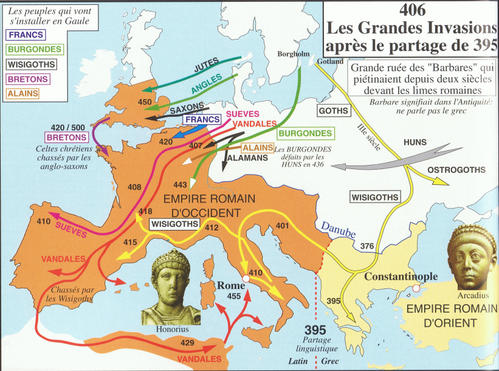 Les peuples qui vont
s'installer en Gaule
FRANCS
BURGONDES
WISIGOTHS
BRETONS
ALAINS
406
Les Grandes Invasions
après le partage de 395
Grande ruée des "Barbares" qui
piétinaient depuis deux siècles
devant les limes romaines
Barbare signifiait dans l'Antiquité:
ne parle pas le grec
JUTES
ANGLES
SAXONS
450
Borgholm
Gotland
GOTHS
IIIe siècle
HUNS
OSTROGOTHS
WISIGOTHS
420 / 500
BRETONS
Celtes chrétiens
chassés par les
anglo-saxons
FRANCS
420
SUEVES
VANDALES
407
BURGONDES
ALAINS
ALAMANS
Les BURGONDES
défaits par les
HUNS en 436
443
408
EMPIRE ROMAIN
D'OCCIDENT
418
WISIGOTHS
412
401
415
410
SUEVES
VANDALES
Chassés par
les Wisigoths
Danube
376
395
Constantinople
Arcadius
EMPIRE ROMAIN
D'ORIENT
Honorius
Rome
455
410
429
VANDALES
395
Partage
linguistique
Latin
Grec